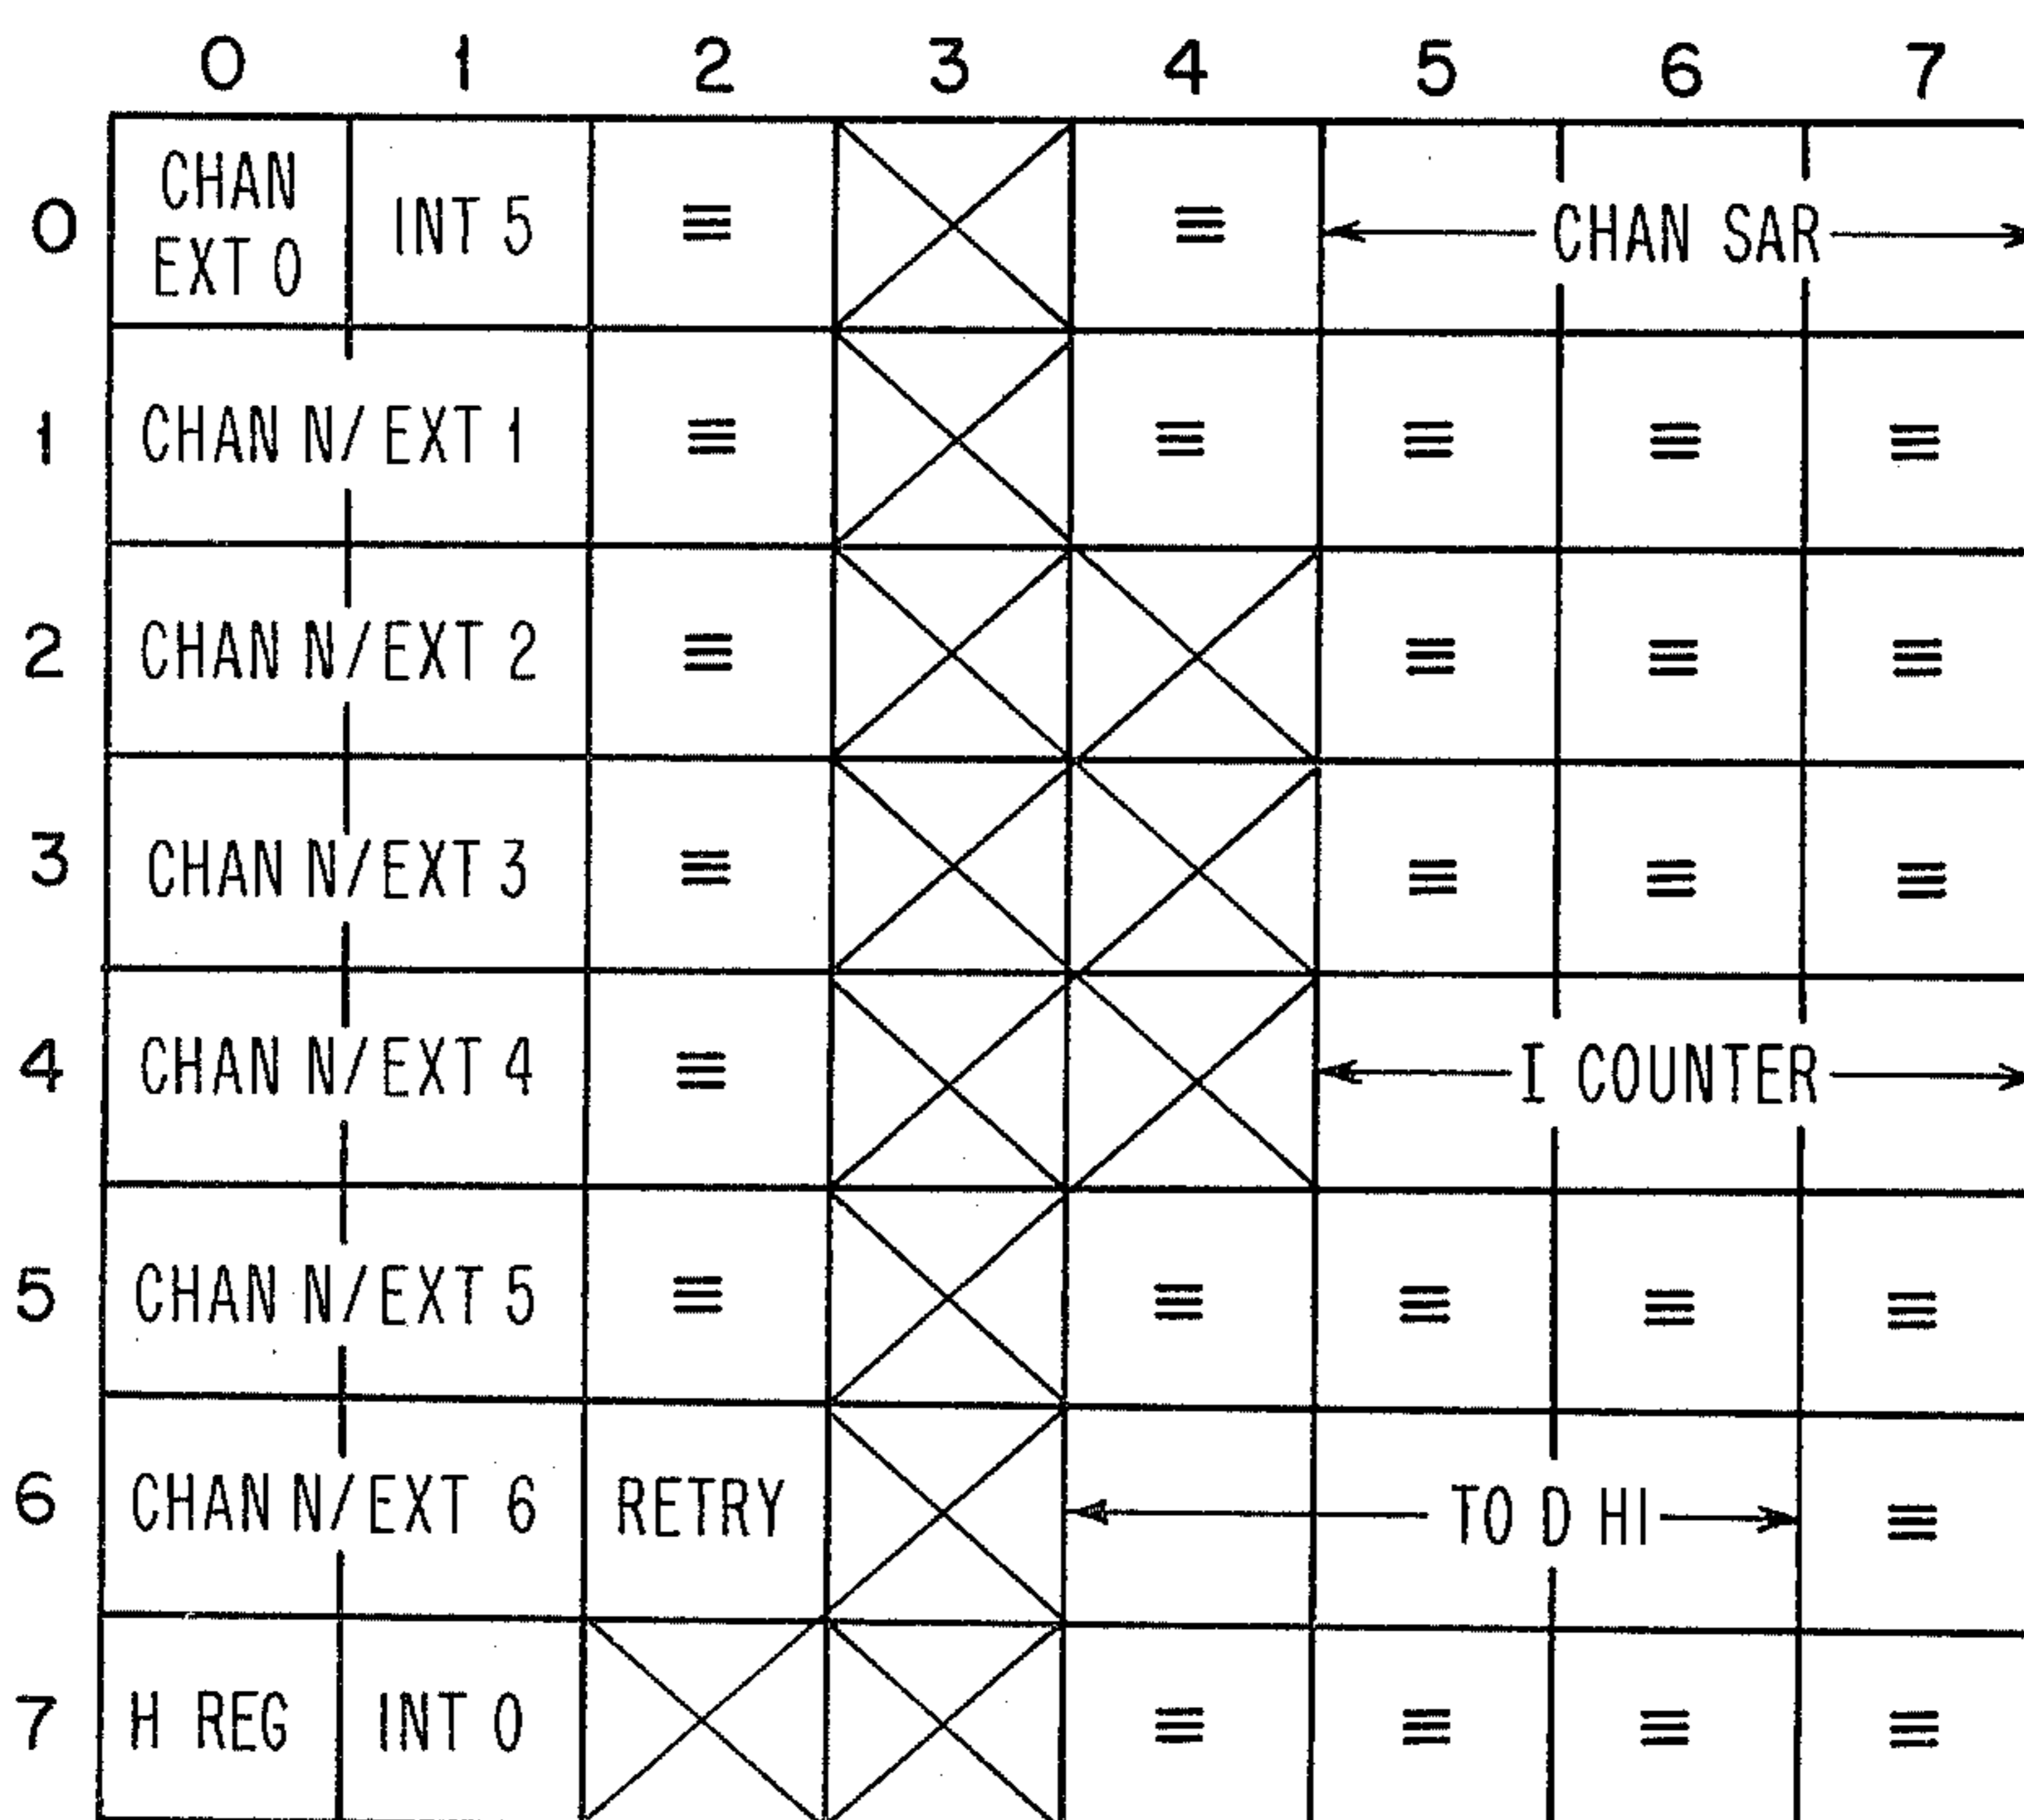 0 1 2 3 4 5 6 7
0 CHAN EXT 0 INT 5 ≡ ≡ CHAN SAR
1 CHAN N/EXT 1 ≡ ≡ ≡ ≡ ≡
2 CHAN N/EXT 2 ≡ ≡ ≡ ≡
3 CHAN N/EXT 3 ≡ ≡ ≡ ≡
4 CHAN N/EXT 4 ≡ I COUNTER
5 CHAN N/EXT 5 ≡ ≡ ≡ ≡ ≡
6 CHAN N/EXT 6 RETRY TO D HI ≡
7 H REG INT 0 ≡ ≡ ≡ ≡